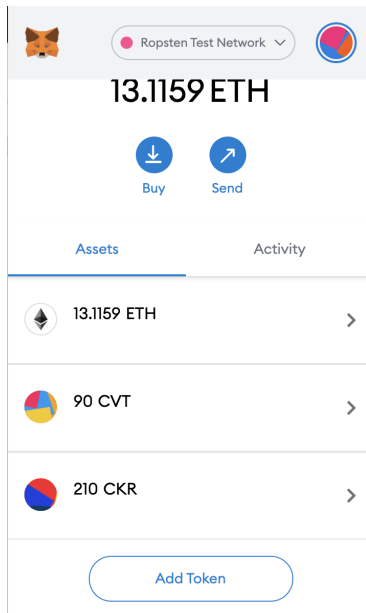 Ropsten Test Network
13.1159 ETH
Buy Send
Assets Activity
13.1159 ETH
90 CVT
210 CKR
Add Token